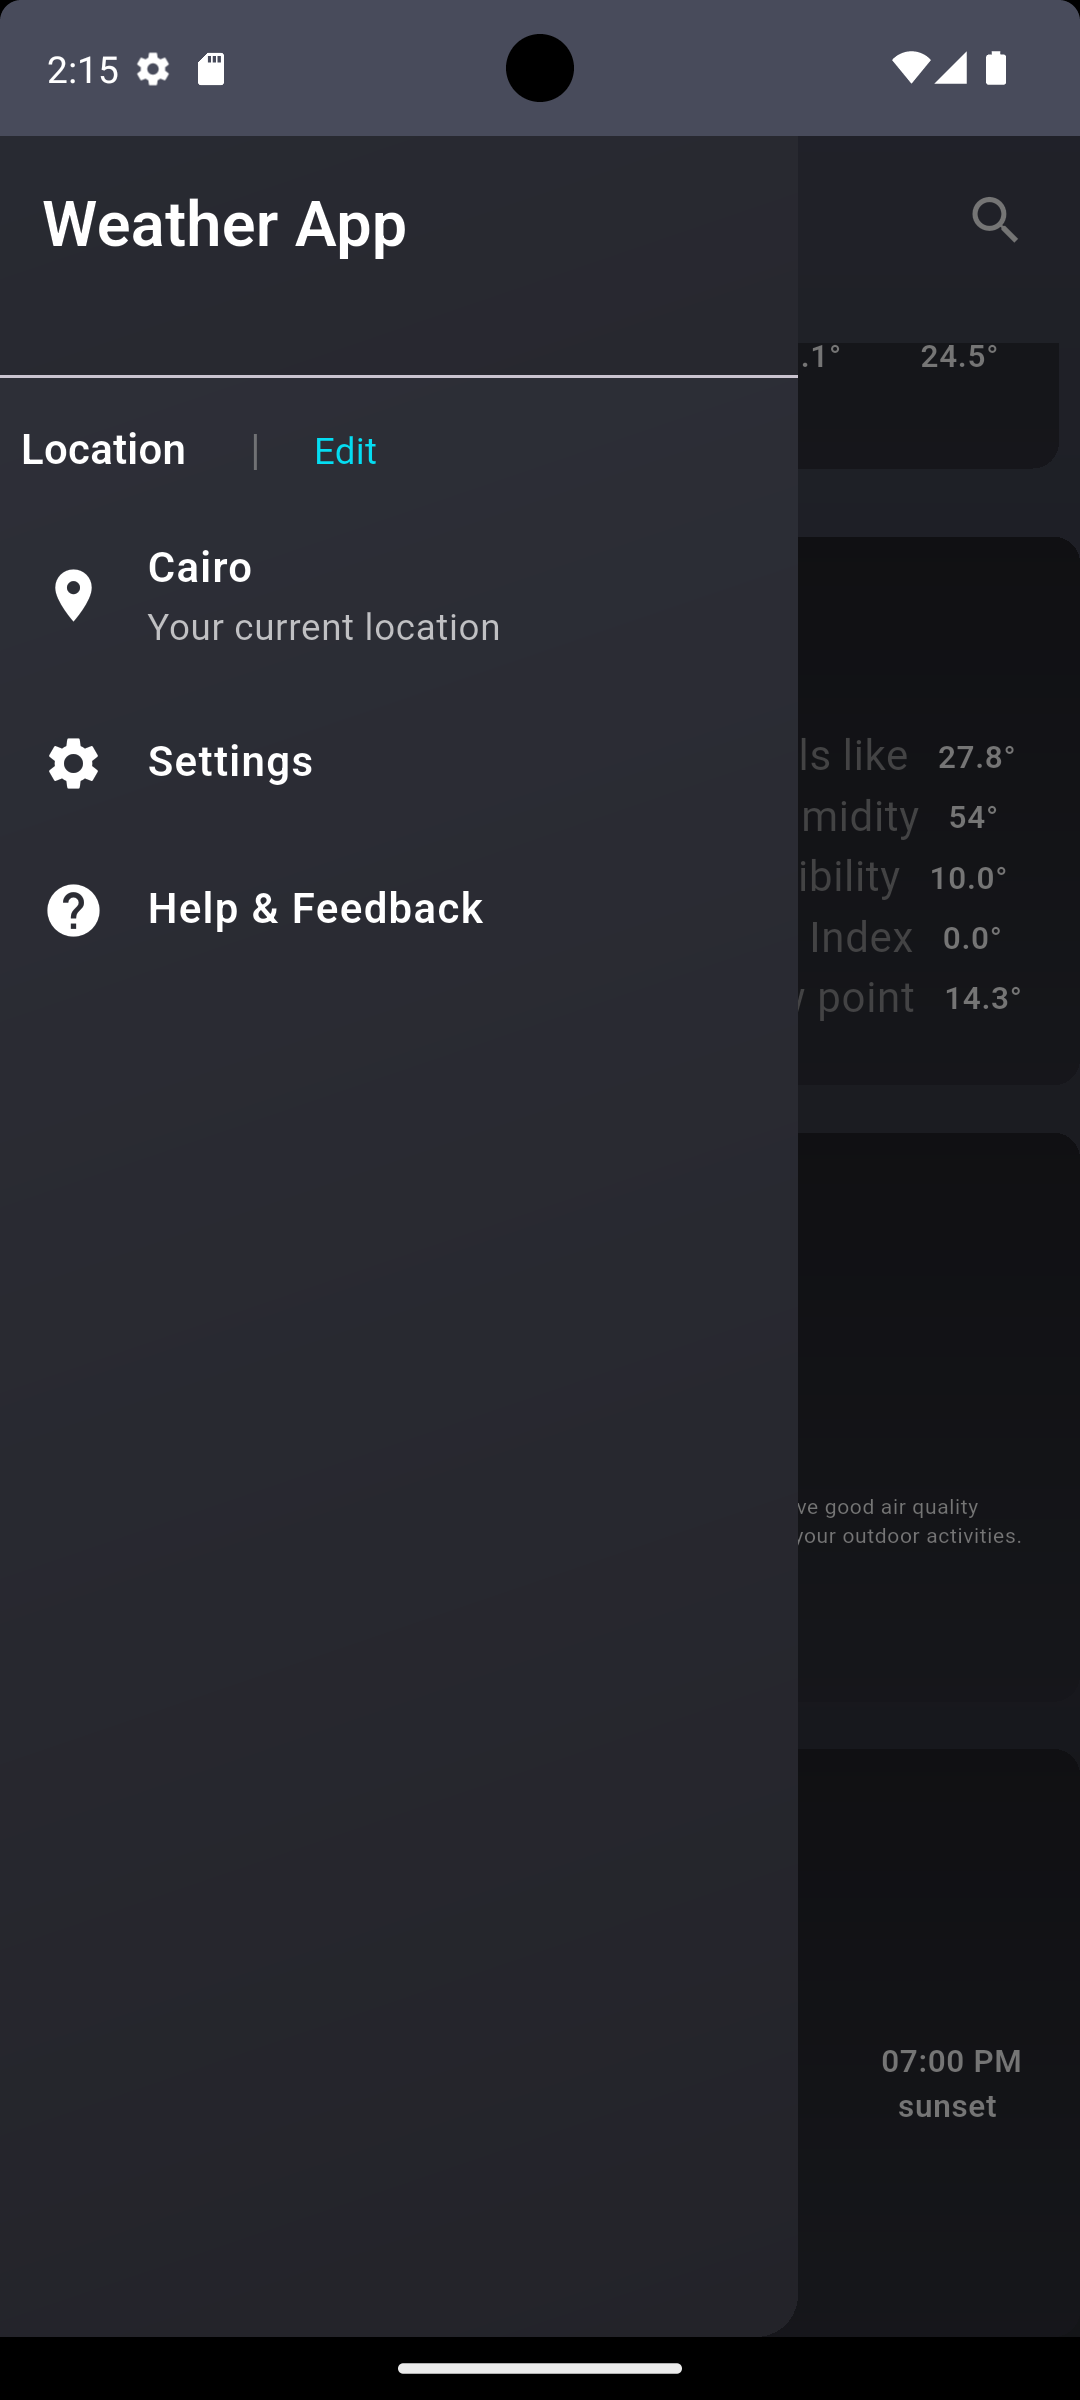 2:15
Weather App
Location | Edit
Cairo
Your current location
Settings
Help & Feedback
.1° 24.5°
ls like 27.8°
midity 54°
ibility 10.0°
Index 0.0°
point 14.3°
ve good air quality
your outdoor activities.
07:00 PM
sunset